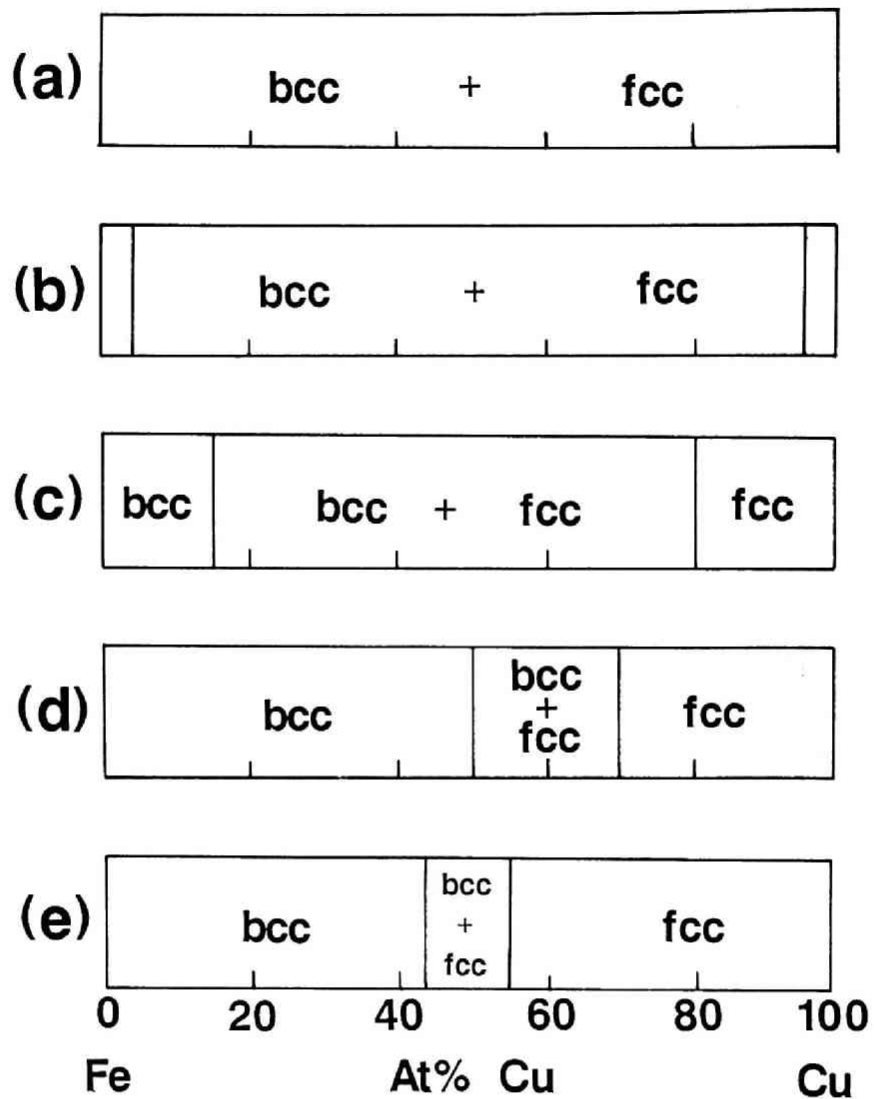 (a) bcc + fcc
(b) bcc + fcc
(c) bcc bcc + fcc fcc
bcc
+
fcc
(d) bcc fcc
bcc
+
fcc
(e) bcc fcc
0 20 40 60 80 100
Fe At% Cu Cu